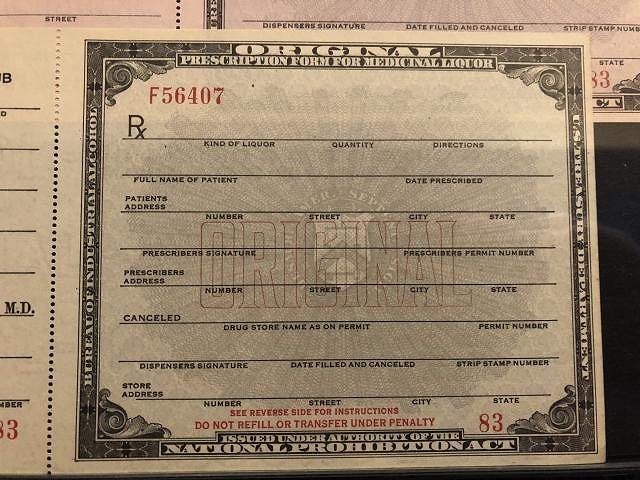 STREET
DISPENSERS SIGNATURE DATE FILLED AND CANCELLED STRIP STAMP NUMBER
STATE
83
ACT
UB
M.D.
MBER
83
ORIGINAL
PRESCRIPTION FORM FOR MEDICINAL LIQUOR
BUREAU OF INDUSTRIAL ALCOHOL
U.S. TREASURY DEPARTMENT
F56407
Rx
KIND OF LIQUOR QUANTITY DIRECTIONS
FULL NAME OF PATIENT DATE PRESCRIBED
PATIENTS
ADDRESS
NUMBER STREET CITY STATE
ORIGINAL
PRESCRIBERS SIGNATURE PRESCRIBERS PERMIT NUMBER
PRESCRIBERS
ADDRESS
NUMBER STREET CITY STATE
CANCELED
DRUG STORE NAME AS ON PERMIT PERMIT NUMBER
DISPENSERS SIGNATURE DATE FILLED AND CANCELED STRIP STAMP NUMBER
STORE
ADDRESS
NUMBER STREET CITY STATE
SEE REVERSE SIDE FOR INSTRUCTIONS
DO NOT REFILL OR TRANSFER UNDER PENALTY 83
ISSUED UNDER AUTHORITY OF THE
NATIONAL PROHIBITION ACT